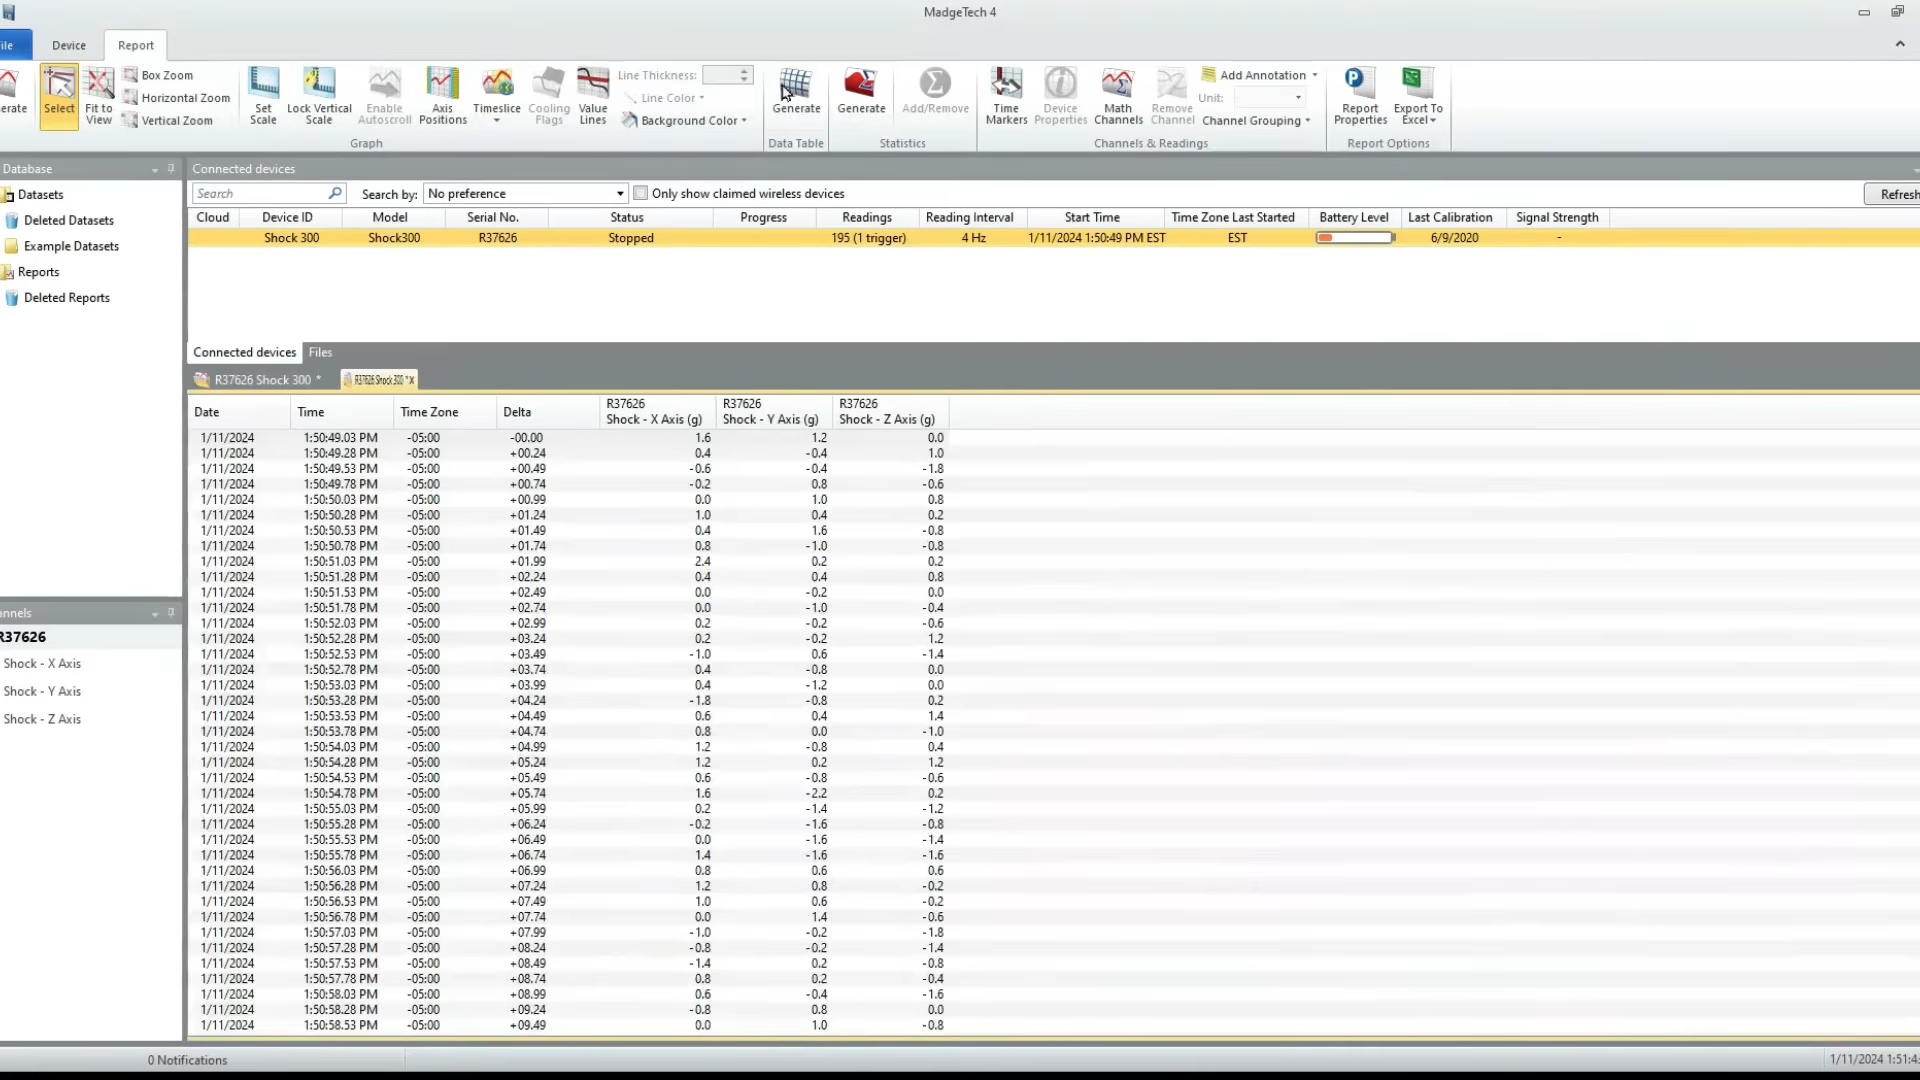 MadgeTech 4
ile Device Report
erate
Select
Fit to View
Box Zoom
Horizontal Zoom
Vertical Zoom
Set Scale
Lock Vertical Scale
Enable Autoscroll
Axis Positions
Timeslice
Cooling Flags
Value Lines
Line Thickness:
Line Color
Background Color
Generate
Generate
Add/Remove
Time Markers
Device Properties
Math Channels
Remove Channel
Add Annotation
Unit:
Channel Grouping
Report Properties
Export To Excel
Graph Data Table Statistics Channels & Readings Report Options
Database
Datasets
Deleted Datasets
Example Datasets
Reports
Deleted Reports
Connected devices
Search Search by: No preference Only show claimed wireless devices Refresh
Cloud Device ID Model Serial No. Status Progress Readings Reading Interval Start Time Time Zone Last Started Battery Level Last Calibration Signal Strength
Shock 300 Shock300 R37626 Stopped 195 (1 trigger) 4 Hz 1/11/2024 1:50:49 PM EST EST 6/9/2020 -
Connected devices Files
R37626 Shock 300 * R37626 Shock 300 * x
Date Time Time Zone Delta R37626 Shock - X Axis (g) R37626 Shock - Y Axis (g) R37626 Shock - Z Axis (g)
1/11/2024 1:50:49.03 PM -05:00 -00.00 1.6 1.2 0.0
1/11/2024 1:50:49.28 PM -05:00 +00.24 0.4 -0.4 1.0
1/11/2024 1:50:49.53 PM -05:00 +00.49 -0.6 -0.4 -1.8
1/11/2024 1:50:49.78 PM -05:00 +00.74 -0.2 0.8 -0.6
1/11/2024 1:50:50.03 PM -05:00 +00.99 0.0 1.0 0.8
1/11/2024 1:50:50.28 PM -05:00 +01.24 1.0 0.4 0.2
1/11/2024 1:50:50.53 PM -05:00 +01.49 0.4 1.6 -0.8
1/11/2024 1:50:50.78 PM -05:00 +01.74 0.8 -1.0 -0.8
1/11/2024 1:50:51.03 PM -05:00 +01.99 2.4 0.2 0.2
1/11/2024 1:50:51.28 PM -05:00 +02.24 0.4 0.4 0.8
1/11/2024 1:50:51.53 PM -05:00 +02.49 0.0 -0.2 0.0
1/11/2024 1:50:51.78 PM -05:00 +02.74 0.0 -1.0 -0.4
1/11/2024 1:50:52.03 PM -05:00 +02.99 0.2 -0.2 -0.6
1/11/2024 1:50:52.28 PM -05:00 +03.24 0.2 -0.2 1.2
1/11/2024 1:50:52.53 PM -05:00 +03.49 -1.0 0.6 -1.4
1/11/2024 1:50:52.78 PM -05:00 +03.74 0.4 -0.8 0.0
1/11/2024 1:50:53.03 PM -05:00 +03.99 0.4 -1.2 0.0
1/11/2024 1:50:53.28 PM -05:00 +04.24 -1.8 -0.8 0.2
1/11/2024 1:50:53.53 PM -05:00 +04.49 0.6 0.4 1.4
1/11/2024 1:50:53.78 PM -05:00 +04.74 0.8 0.0 -1.0
1/11/2024 1:50:54.03 PM -05:00 +04.99 1.2 -0.8 0.4
1/11/2024 1:50:54.28 PM -05:00 +05.24 1.2 0.2 1.2
1/11/2024 1:50:54.53 PM -05:00 +05.49 0.6 -0.8 -0.6
1/11/2024 1:50:54.78 PM -05:00 +05.74 1.6 -2.2 0.2
1/11/2024 1:50:55.03 PM -05:00 +05.99 0.2 -1.4 -1.2
1/11/2024 1:50:55.28 PM -05:00 +06.24 -0.2 -1.6 -0.8
1/11/2024 1:50:55.53 PM -05:00 +06.49 0.0 -1.6 -1.4
1/11/2024 1:50:55.78 PM -05:00 +06.74 1.4 -1.6 -1.6
1/11/2024 1:50:56.03 PM -05:00 +06.99 0.8 0.6 0.6
1/11/2024 1:50:56.28 PM -05:00 +07.24 1.2 0.8 -0.2
1/11/2024 1:50:56.53 PM -05:00 +07.49 1.0 0.6 -0.2
1/11/2024 1:50:56.78 PM -05:00 +07.74 0.0 1.4 -0.6
1/11/2024 1:50:57.03 PM -05:00 +07.99 -1.0 -0.2 -1.8
1/11/2024 1:50:57.28 PM -05:00 +08.24 -0.8 -0.2 -1.4
1/11/2024 1:50:57.53 PM -05:00 +08.49 -1.4 0.2 -0.8
1/11/2024 1:50:57.78 PM -05:00 +08.74 0.8 0.2 -0.4
1/11/2024 1:50:58.03 PM -05:00 +08.99 0.6 -0.4 -1.6
1/11/2024 1:50:58.28 PM -05:00 +09.24 -0.8 0.8 0.0
1/11/2024 1:50:58.53 PM -05:00 +09.49 0.0 1.0 -0.8
annels
R37626
Shock - X Axis
Shock - Y Axis
Shock - Z Axis
0 Notifications 1/11/2024 1:51:4